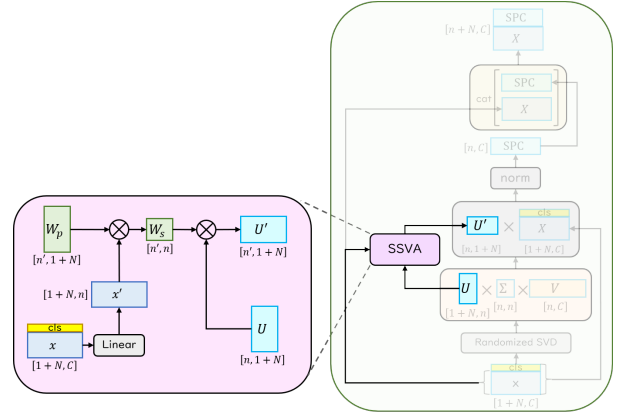 W_p
[n', 1 + N]
W_s
[n', n]
U'
[n', 1 + N]
[1 + N, n]
x'
cls
x
[1 + N, C]
Linear
U
[n, 1 + N]
SPC
X
[n + N, C]
cat
SPC
X
[n, C]
SPC
norm
SSVA
U'
×
cls
X
[n, 1 + N]
[1 + N, C]
U
×
Σ
×
V
[1 + N, n]
[n, n]
[n, C]
Randomized SVD
cls
×
[1 + N, C]